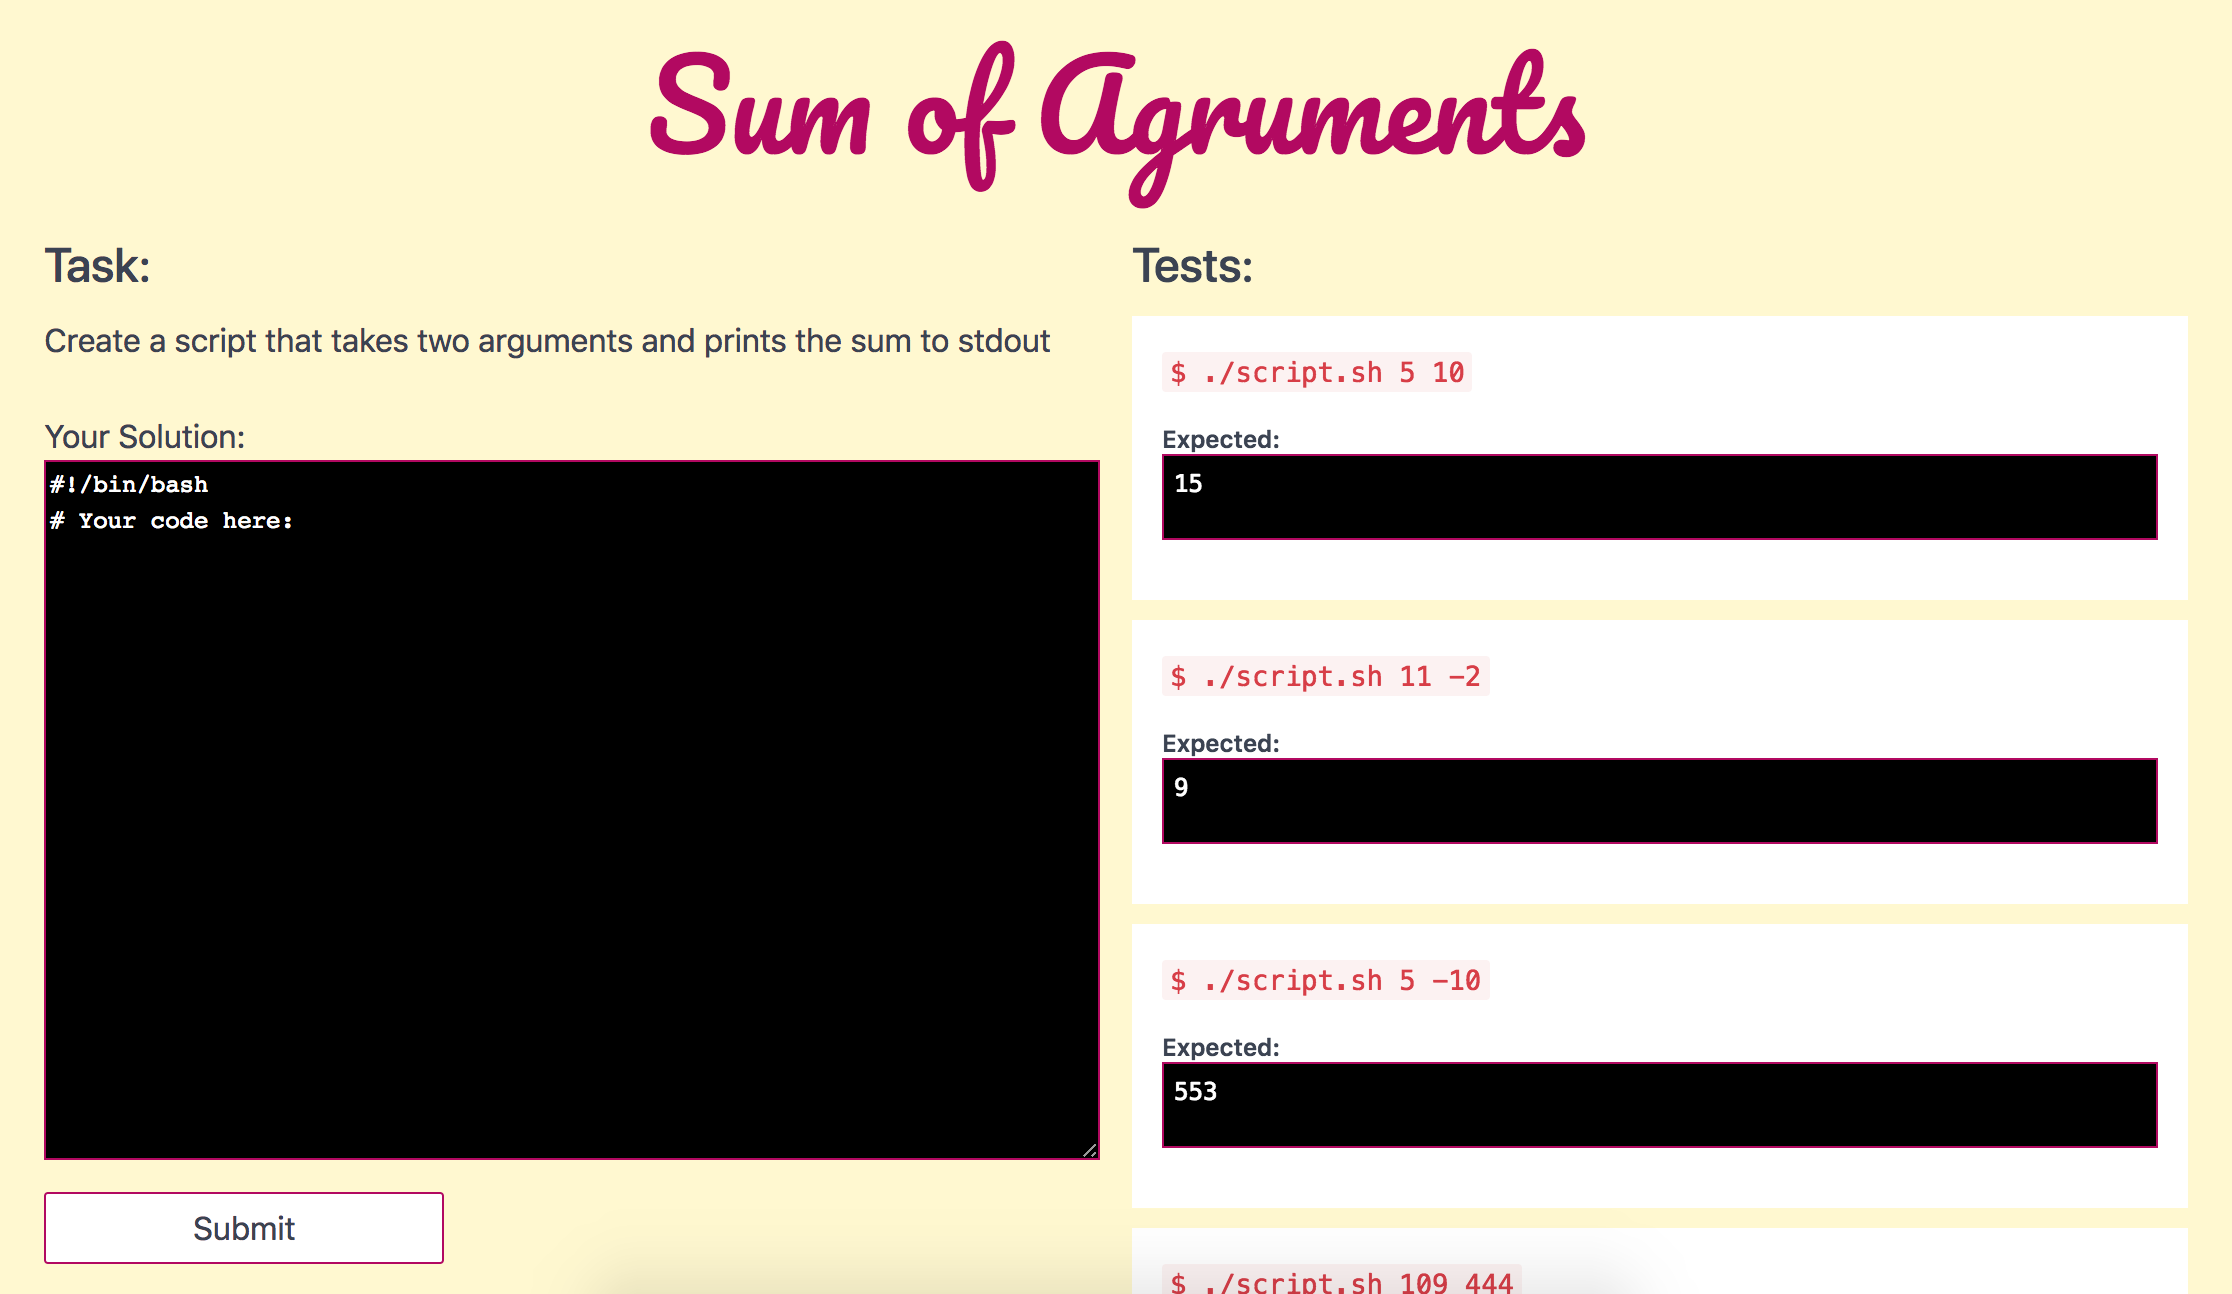 Sum of Agruments
Task:
Create a script that takes two arguments and prints the sum to stdout
Your Solution:
#!/bin/bash
# Your code here:
Submit
Tests:
$ ./script.sh 5 10
Expected:
15
$ ./script.sh 11 -2
Expected:
9
$ ./script.sh 5 -10
Expected:
553
$ ./script.sh 109 444